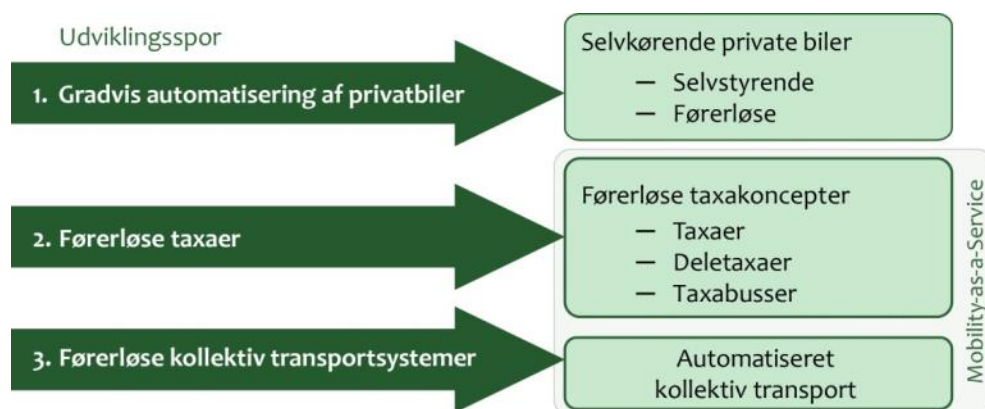 Udviklingsspor
1. Gradvis automatisering af privatbiler
Selvkørende private biler
— Selvstyrende
— Førerløse
2. Førerløse taxaer
Førerløse taxakoncepter
— Taxaer
— Deletaxaer
— Taxabusser
3. Førerløse kollektiv transportsystemer
Automatiseret
kollektiv transport
Mobility-as-a-Service